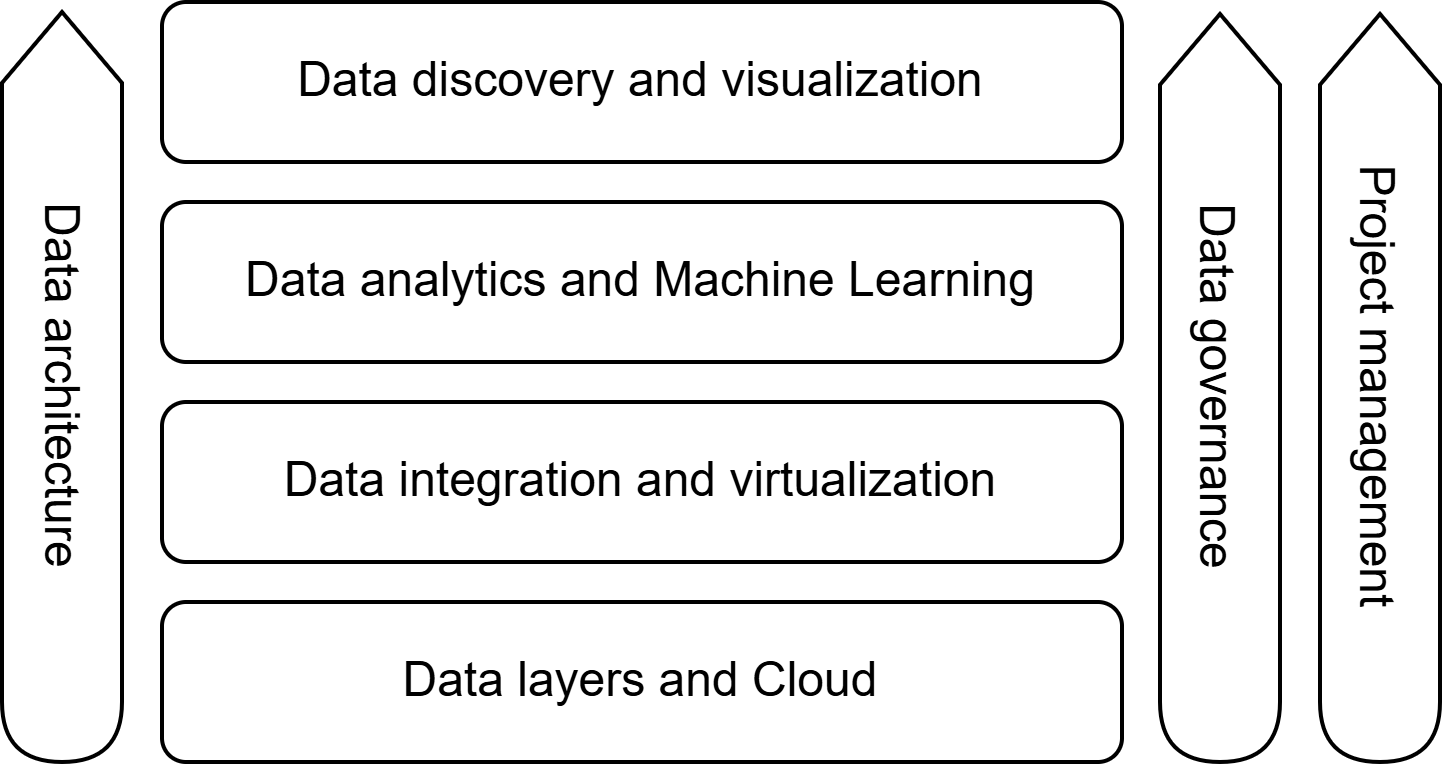 Data architecture
Data discovery and visualization
Data analytics and Machine Learning
Data integration and virtualization
Data layers and Cloud
Data governance
Project management